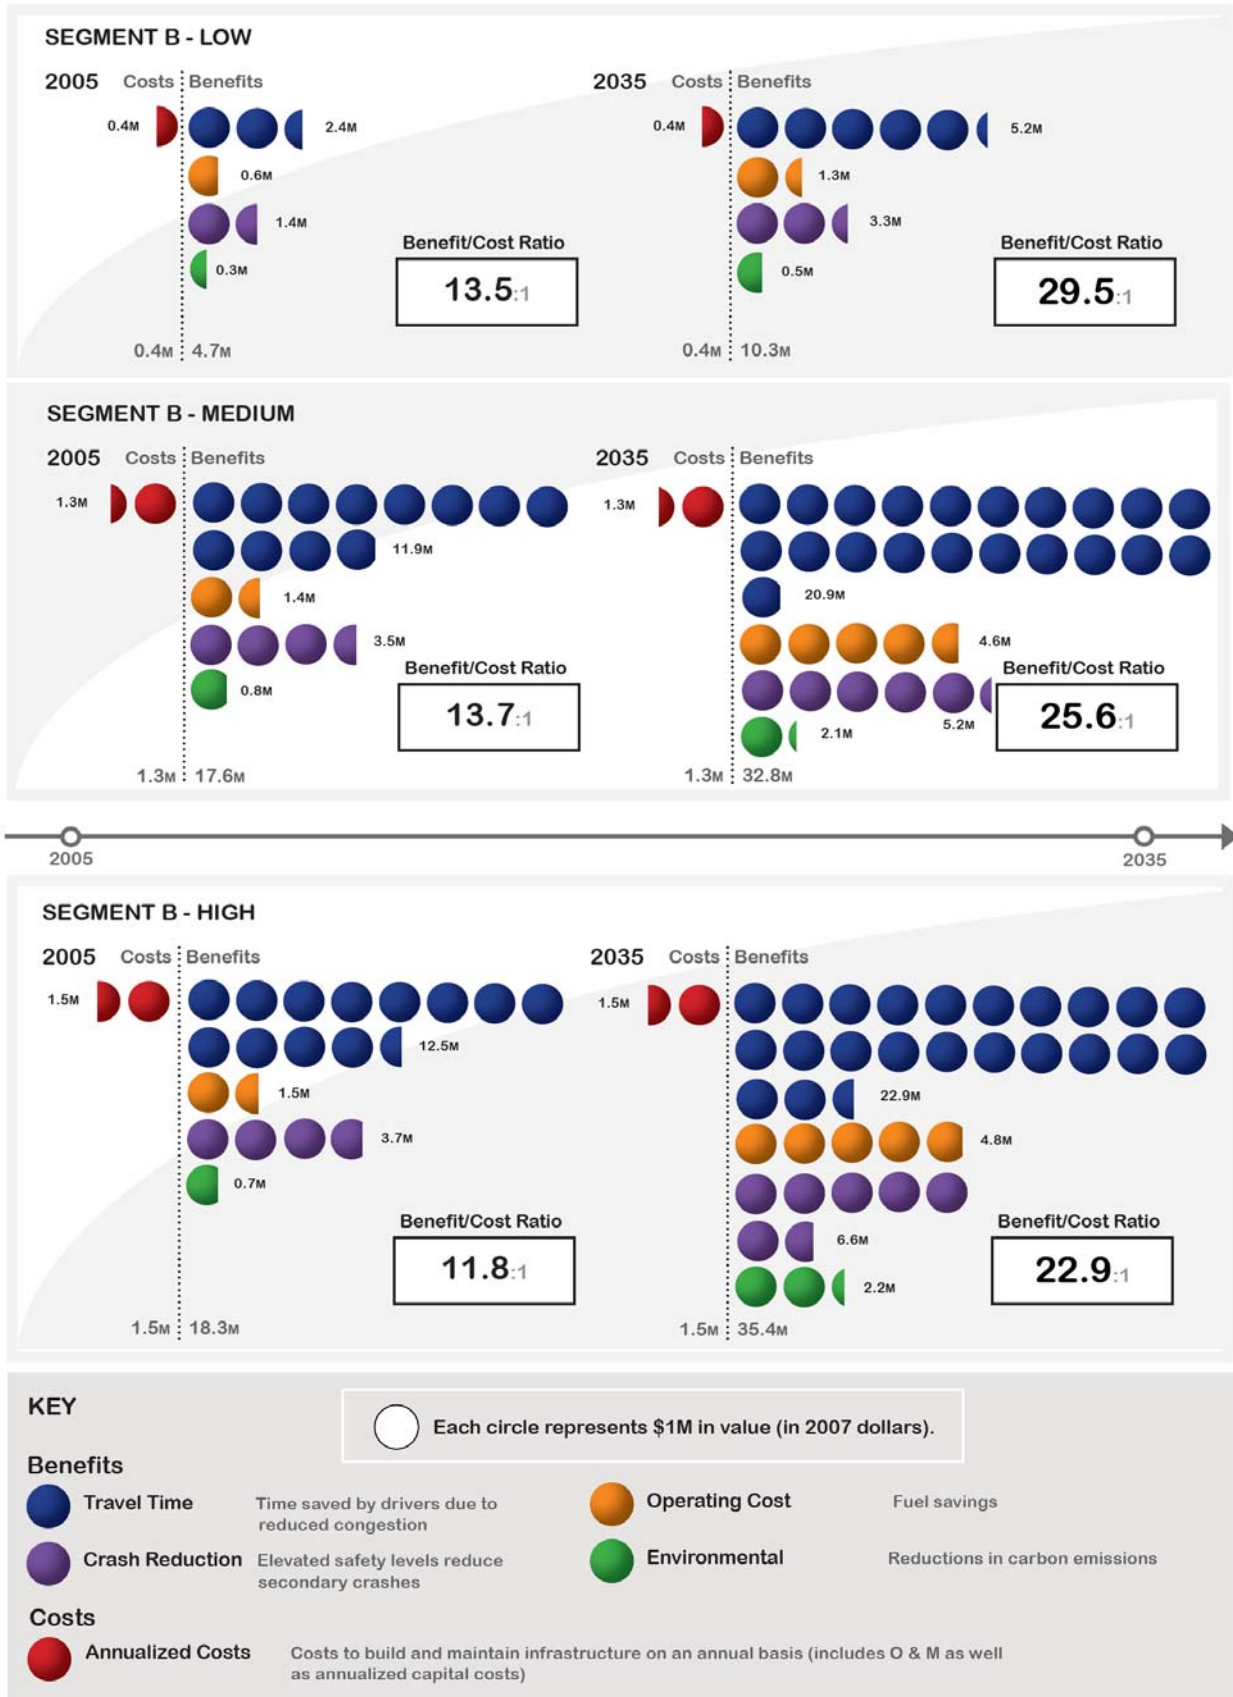 SEGMENT B - LOW
2005 Costs Benefits
0.4M 2.4M
0.6M
1.4M
0.3M
Benefit/Cost Ratio
13.5:1
0.4M 4.7M
2035 Costs Benefits
0.4M 5.2M
1.3M
3.3M
0.5M
Benefit/Cost Ratio
29.5:1
0.4M 10.3M
SEGMENT B - MEDIUM
2005 Costs Benefits
1.3M
11.9M
1.4M
3.5M
0.8M
Benefit/Cost Ratio
13.7:1
1.3M 17.6M
2035 Costs Benefits
1.3M
20.9M
4.6M
5.2M
2.1M
Benefit/Cost Ratio
25.6:1
1.3M 32.8M
2005 2035
SEGMENT B - HIGH
2005 Costs Benefits
1.5M
12.5M
1.5M
3.7M
0.7M
Benefit/Cost Ratio
11.8:1
1.5M 18.3M
2035 Costs Benefits
1.5M
22.9M
4.8M
6.6M
2.2M
Benefit/Cost Ratio
22.9:1
1.5M 35.4M
KEY
Each circle represents $1M in value (in 2007 dollars).
Benefits
Travel Time Time saved by drivers due to
reduced congestion
Operating Cost Fuel savings
Crash Reduction Elevated safety levels reduce
secondary crashes
Environmental Reductions in carbon emissions
Costs
Annualized Costs Costs to build and maintain infrastructure on an annual basis (includes O & M as well
as annualized capital costs)